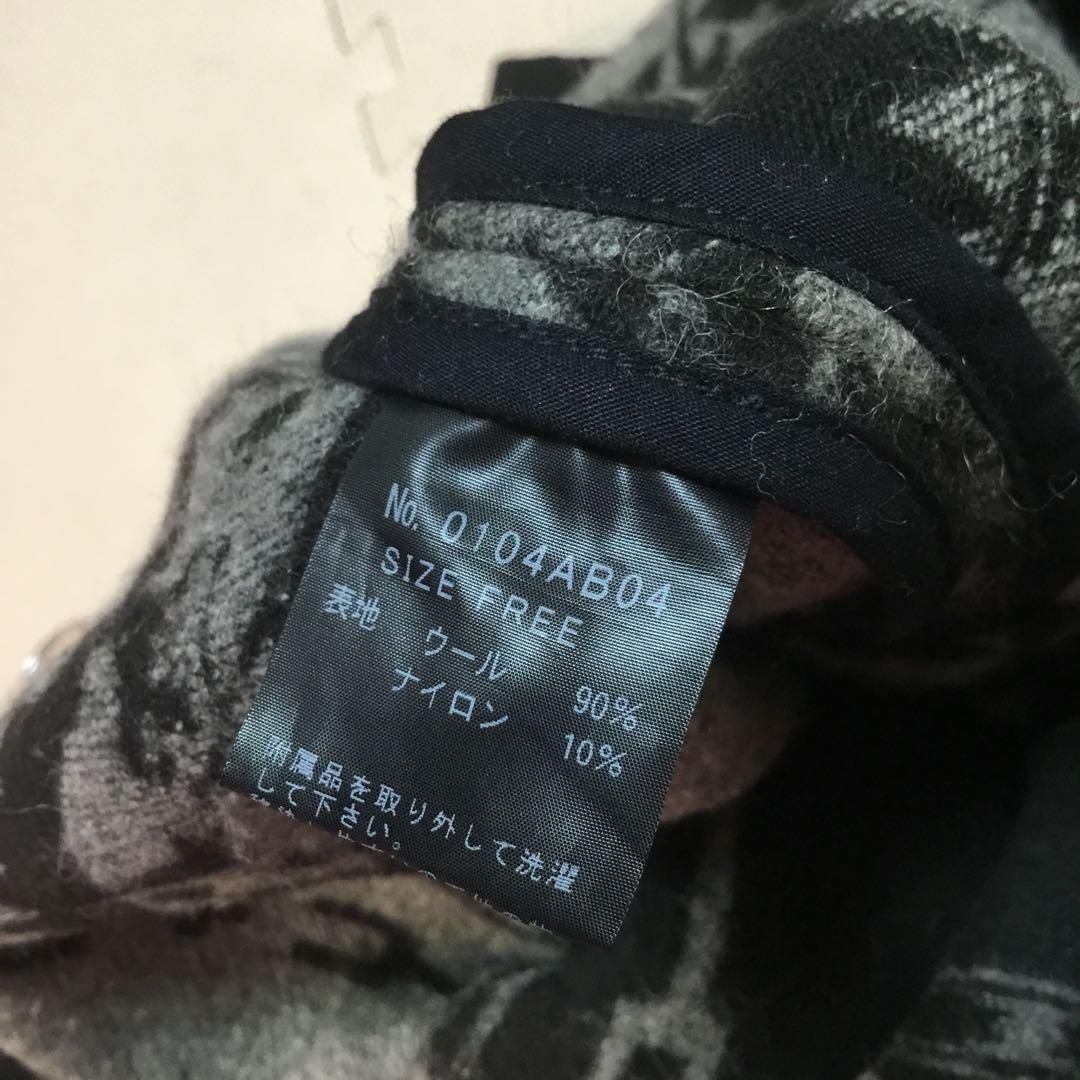 No. 0104AB04
SIZE FREE
表地 ウール 90%
ナイロン 10%
附属品を取り外して洗濯
して下さい。